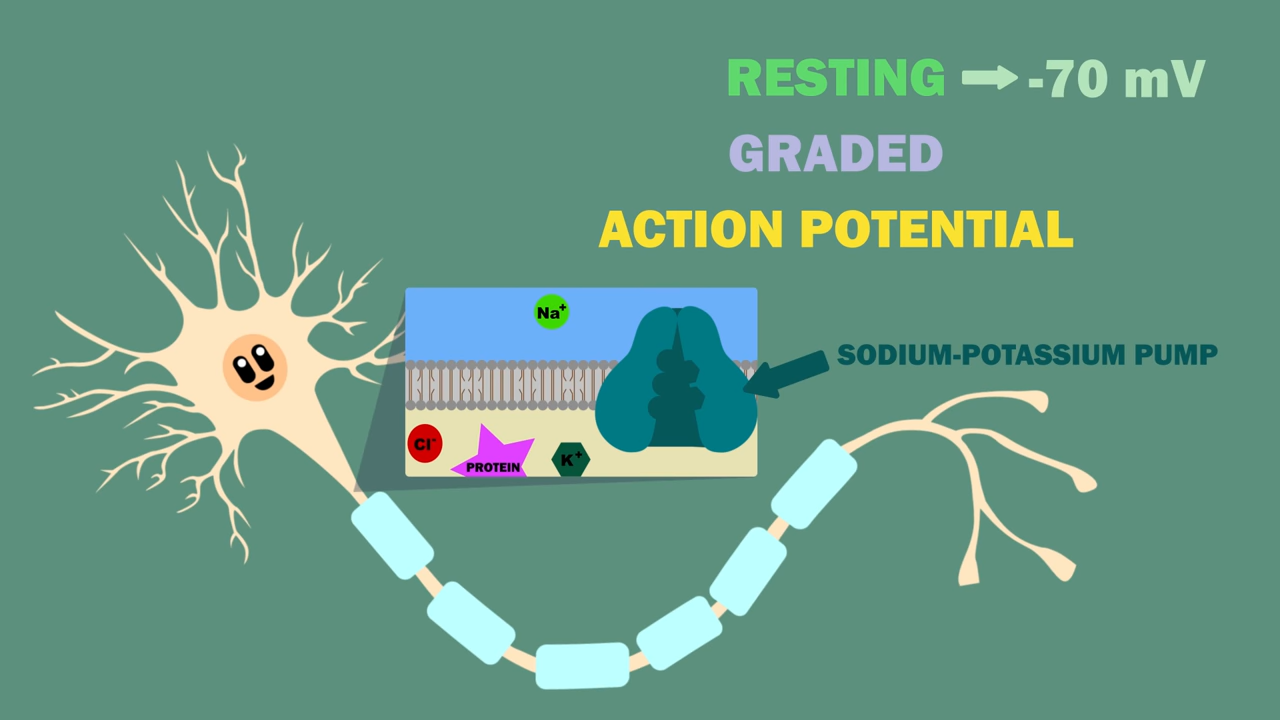 RESTING → -70 mV
GRADED
ACTION POTENTIAL
Na+
SODIUM-POTASSIUM PUMP
Cl-
PROTEIN
K+